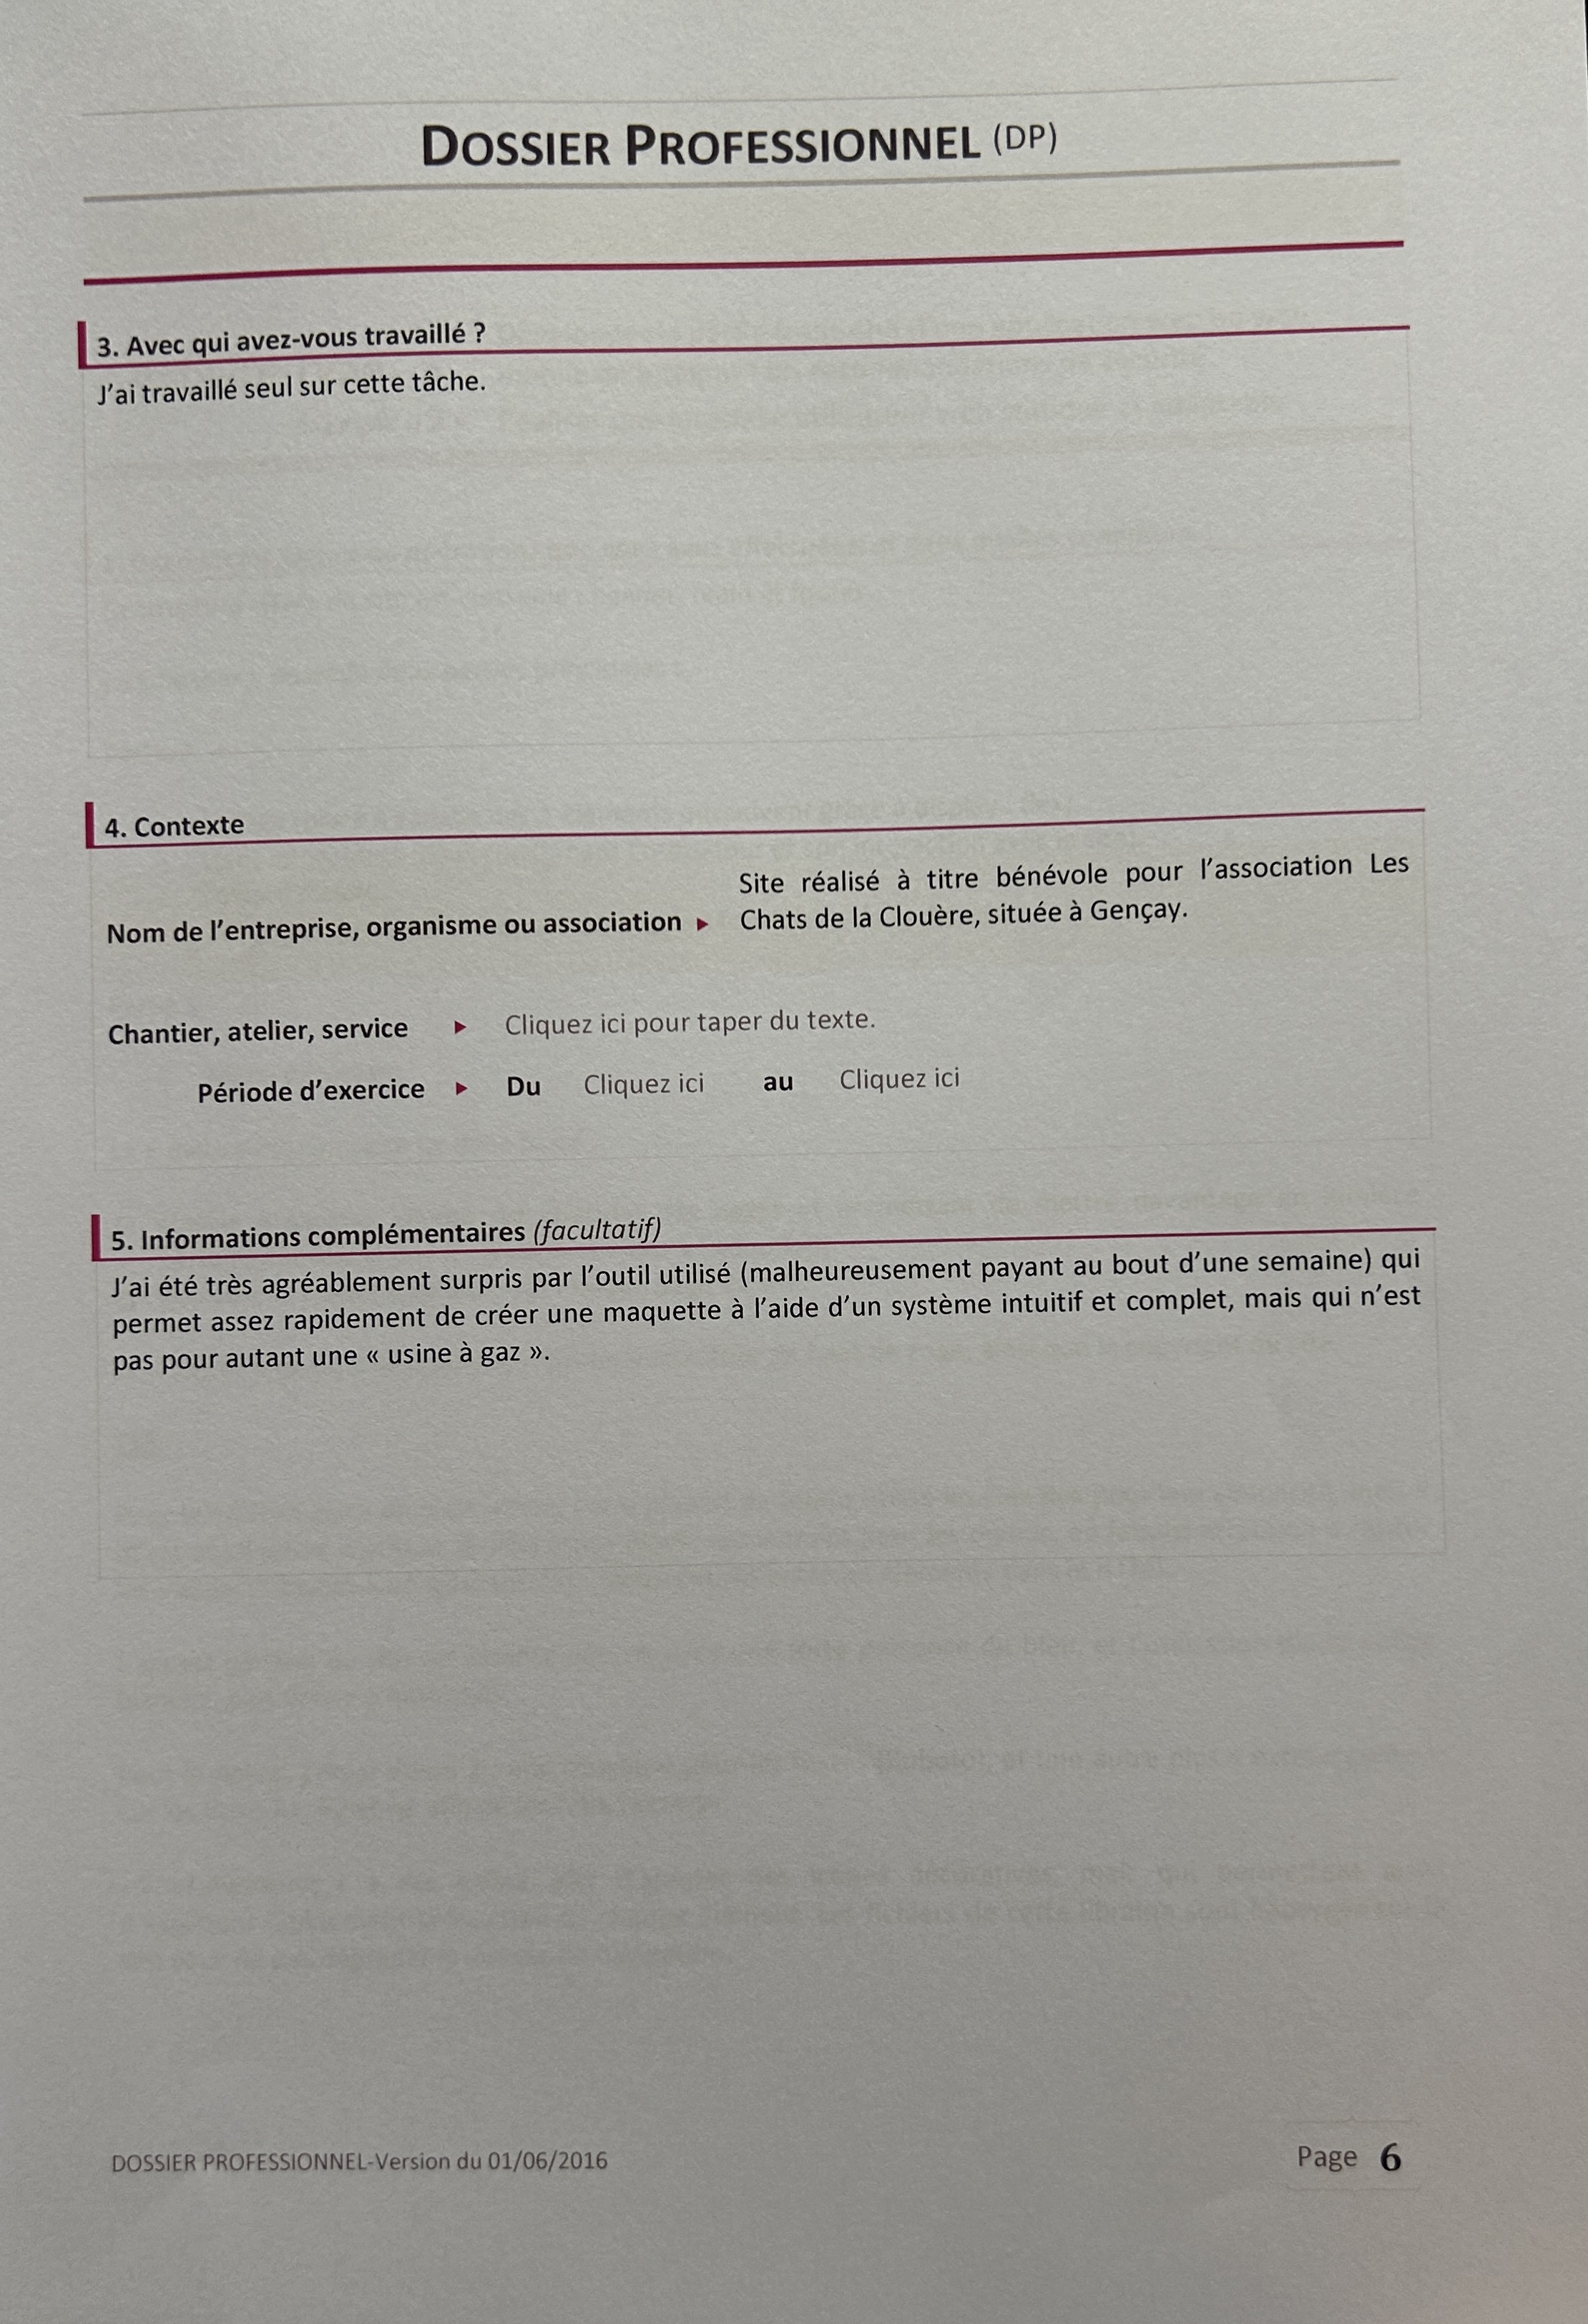 DOSSIER PROFESSIONNEL (DP)
3. Avec qui avez-vous travaillé ?
J'ai travaillé seul sur cette tâche.
4. Contexte
Nom de l'entreprise, organisme ou association ▶ Site réalisé à titre bénévole pour l'association Les
Chats de la Clouère, située à Gençay.
Chantier, atelier, service ▶ Cliquez ici pour taper du texte.
Période d'exercice ▶ Du Cliquez ici au Cliquez ici
5. Informations complémentaires (facultatif)
J'ai été très agréablement surpris par l'outil utilisé (malheureusement payant au bout d'une semaine) qui
permet assez rapidement de créer une maquette à l'aide d'un système intuitif et complet, mais qui n'est
pas pour autant une « usine à gaz ».
DOSSIER PROFESSIONNEL-Version du 01/06/2016
Page 6